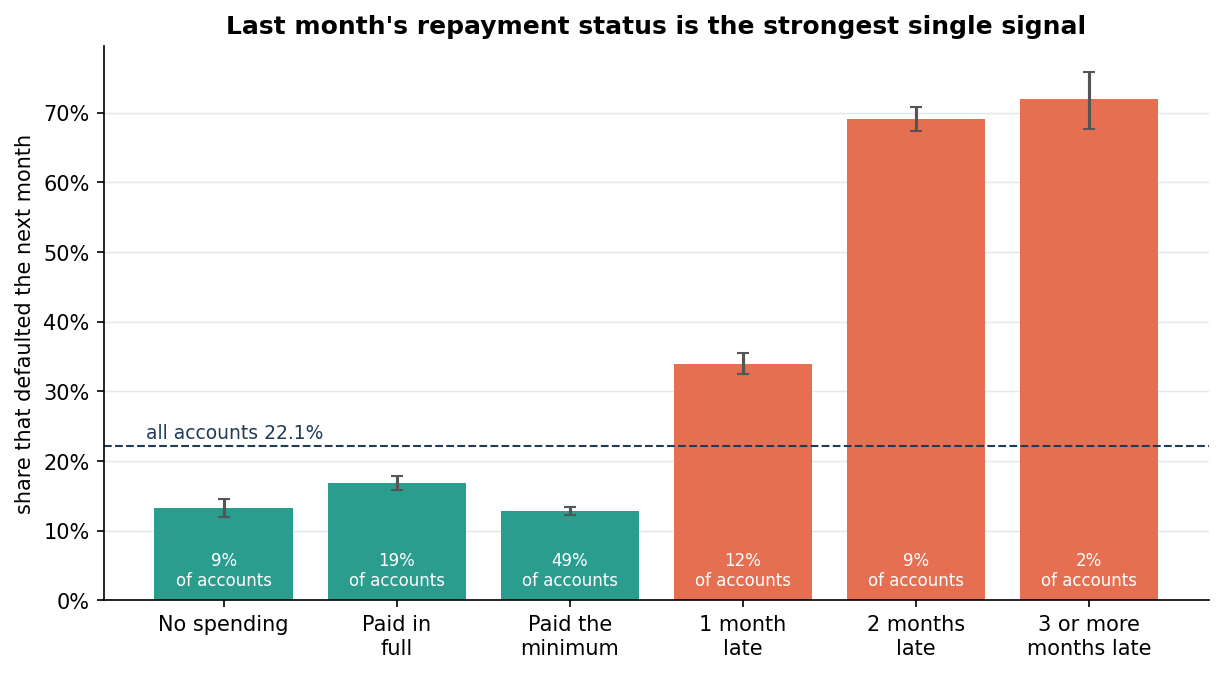 Last month's repayment status is the strongest single signal
share that defaulted the next month
70%
60%
50%
40%
30%
20%
10%
0%
all accounts 22.1%
9%
of accounts
19%
of accounts
49%
of accounts
12%
of accounts
9%
of accounts
2%
of accounts
No spending
Paid in
full
Paid the
minimum
1 month
late
2 months
late
3 or more
months late